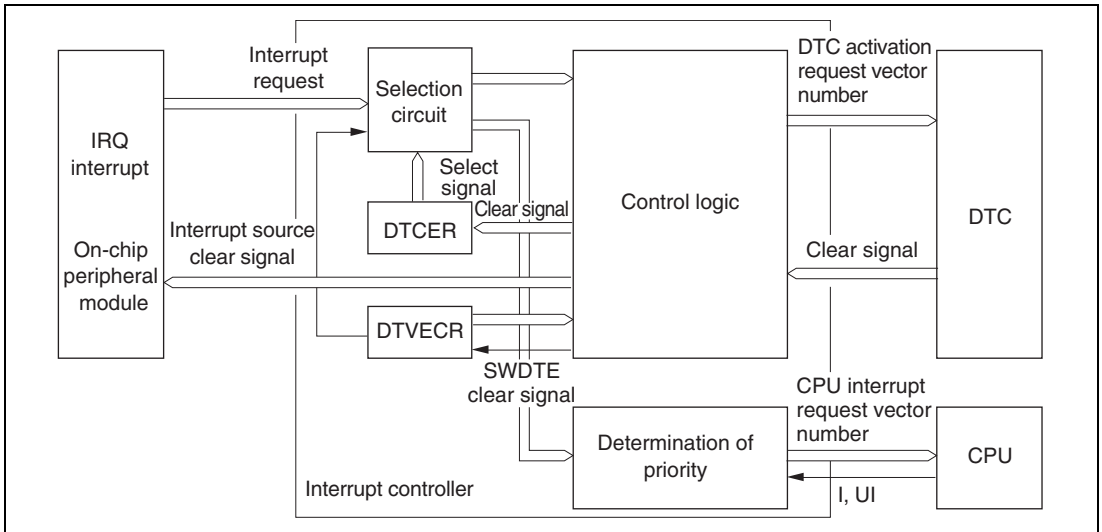 Interrupt
request
Selection
circuit
DTC activation
request vector
number
IRQ
interrupt
Select
signal
Control logic
DTC
DTCER
Clear signal
Interrupt source
clear signal
Clear signal
On-chip
peripheral
module
DTVECR
SWDTE
clear signal
CPU interrupt
request vector
number
Determination of
priority
CPU
Interrupt controller
I, UI